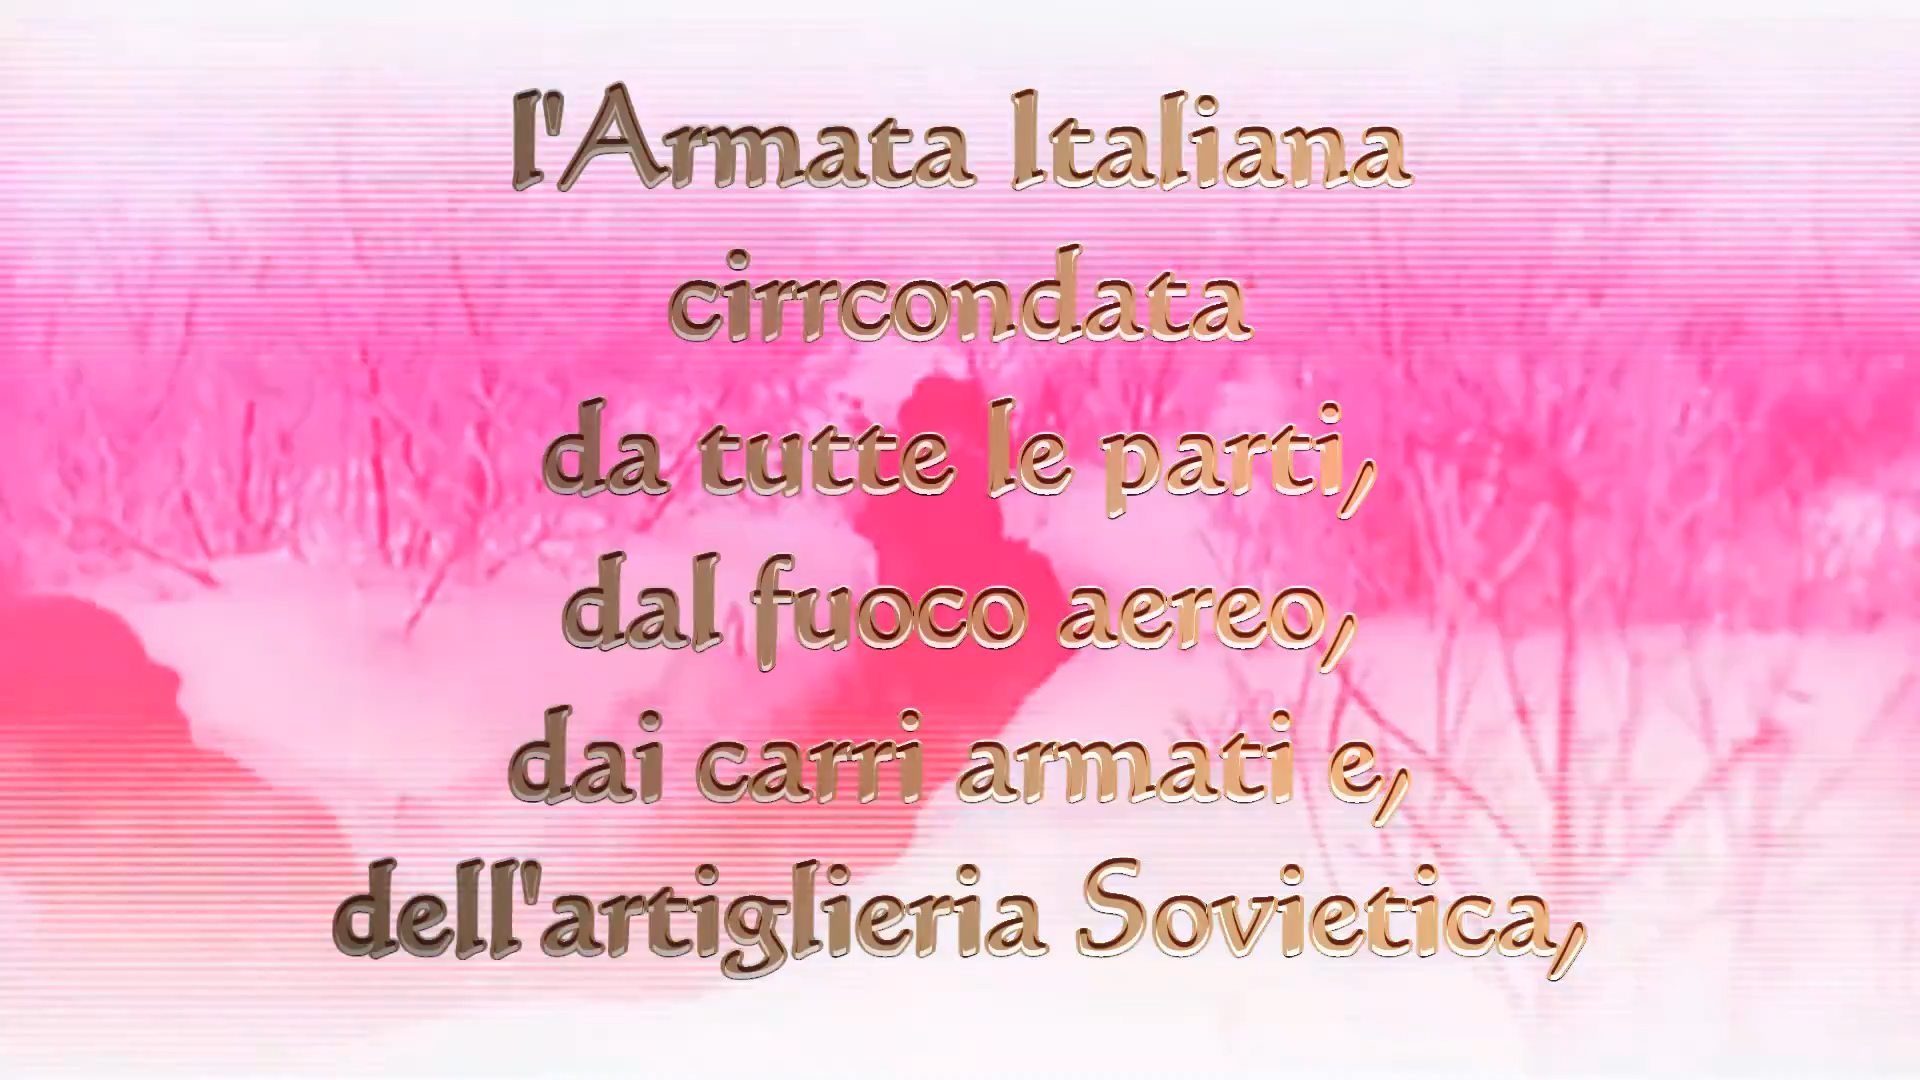 l'Armata Italiana
cirrcondata
da tutte le parti,
dal fuoco aereo,
dai carri armati e,
dell'artiglieria Sovietica,